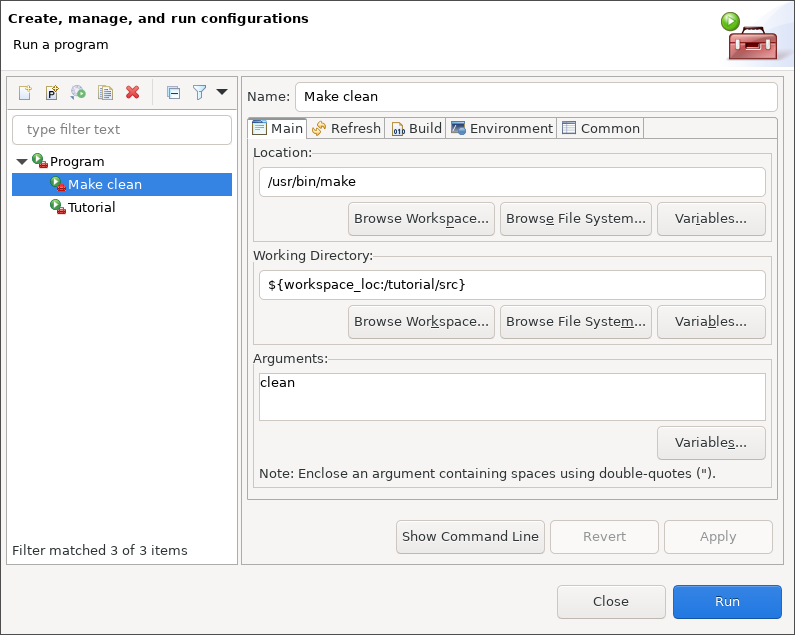 Create, manage, and run configurations
Run a program
type filter text
Program
Make clean
Tutorial
Filter matched 3 of 3 items
Name: Make clean
Main Refresh Build Environment Common
Location:
/usr/bin/make
Browse Workspace... Browse File System... Variables...
Working Directory:
${workspace_loc:/tutorial/src}
Browse Workspace... Browse File System... Variables...
Arguments:
clean
Variables...
Note: Enclose an argument containing spaces using double-quotes (").
Show Command Line Revert Apply
Close Run